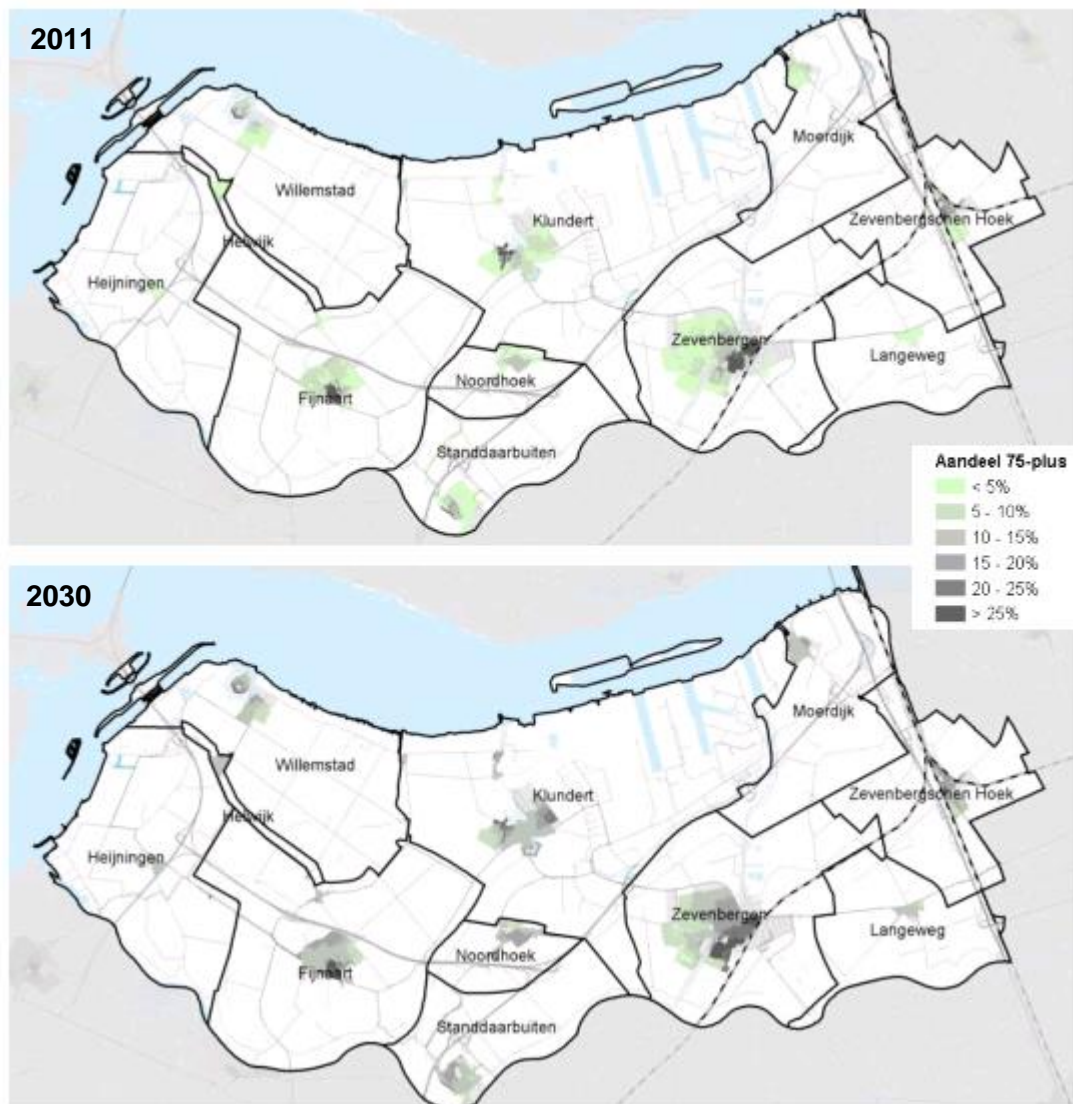 2011
Moerdijk
Willemstad
Klundert
Zevenbergschen Hoek
Helwijk
Heijningen
Zevenbergen
Langeweg
Noordhoek
Fijnaart
Standdaarbuiten
Aandeel 75-plus
< 5%
5 - 10%
10 - 15%
15 - 20%
20 - 25%
> 25%
2030
Moerdijk
Willemstad
Klundert
Zevenbergschen Hoek
Helwijk
Heijningen
Zevenbergen
Langeweg
Noordhoek
Fijnaart
Standdaarbuiten